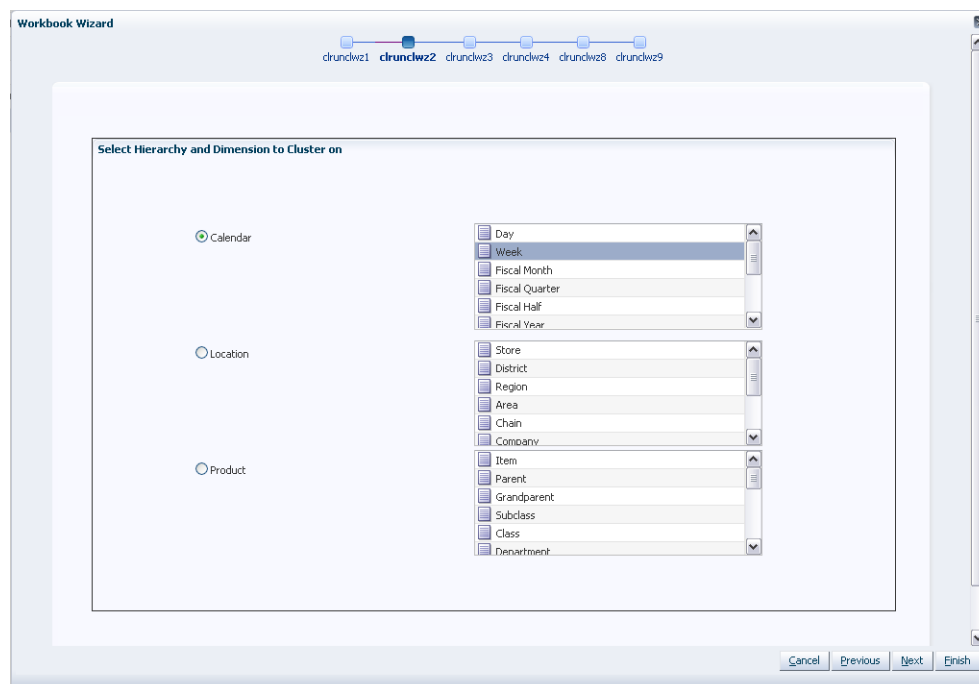 Workbook Wizard
clrunclwz1 clrunclwz2 clrunclwz3 clrunclwz4 clrunclwz8 clrunclwz9
Select Hierarchy and Dimension to Cluster on
Calendar
Day
Week
Fiscal Month
Fiscal Quarter
Fiscal Half
Fiscal Year
Location
Store
District
Region
Area
Chain
Company
Product
Item
Parent
Grandparent
Subclass
Class
Department
Cancel Previous Next Finish